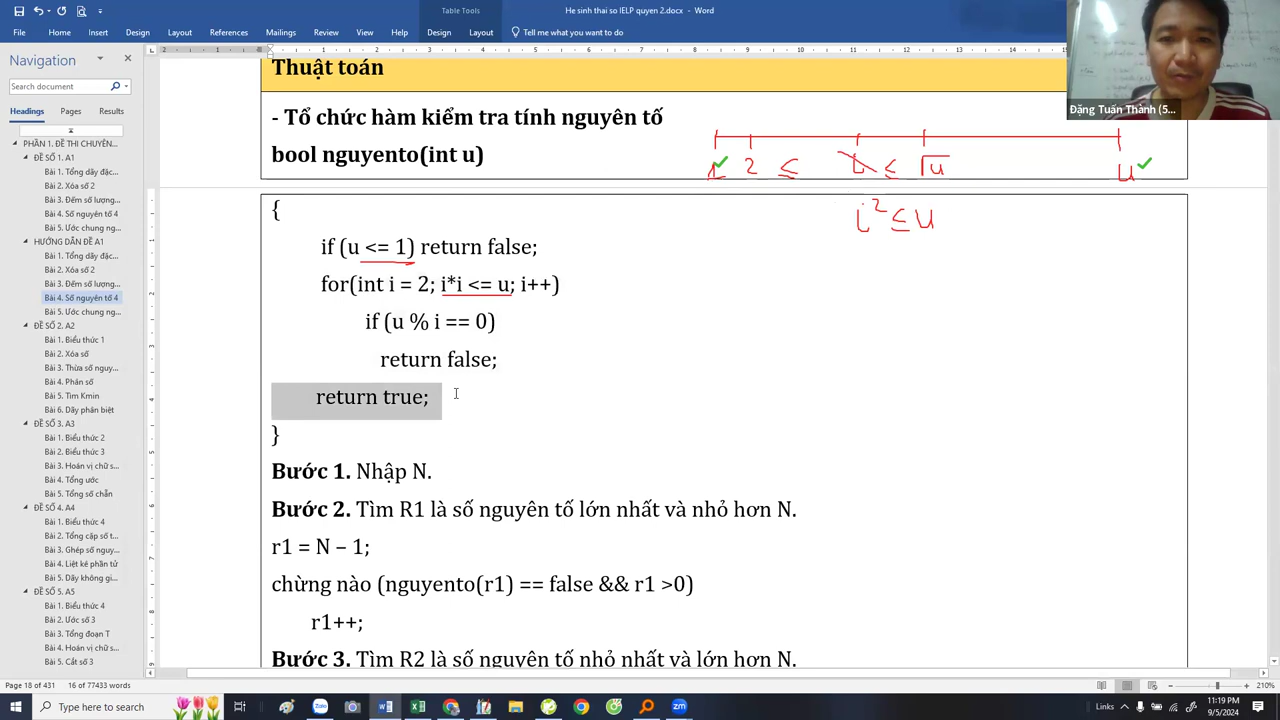 Table Tools
He sinh thai so IELP quyen 2.docx - Word
File Home Insert Draw Design Layout References Mailings Review View Help Design Layout Tell me what you want to do
Navigation
Search document
Headings Pages Results
PHẦN 1. ĐỀ THI CHUYÊN...
ĐỀ SỐ 1. A1
Bài 1. Tổng dãy đặc...
Bài 2. Xóa số 2
Bài 3. Đếm số lượng...
Bài 4. Số nguyên tố 4
Bài 5. Ước chung ng...
HƯỚNG DẪN ĐỀ A1
Bài 1. Tổng dãy đặc...
Bài 2. Xóa số 2
Bài 3. Đếm số lượng...
Bài 4. Số nguyên tố 4
Bài 5. Ước chung ng...
ĐỀ SỐ 2. A2
Bài 1. Biểu thức 1
Bài 2. Xóa số
Bài 3. Thừa số nguy...
Bài 4. Phân số
Bài 5. Tìm Kmin
Bài 6. Dãy phân biệt
ĐỀ SỐ 3. A3
Bài 1. Biểu thức 2
Bài 2. Biểu thức 3
Bài 3. Hoán vị chữ s...
Bài 4. Tổng ước
Bài 5. Tổng số chẵn
ĐỀ SỐ 4. A4
Bài 1. Biểu thức 4
Bài 2. Tổng cặp số t...
Bài 3. Ghép số nguy...
Bài 4. Liệt kê phần tử
Bài 5. Dãy không gi...
ĐỀ SỐ 5. A5
Bài 1. Biểu thức 4
Bài 2. Ước số 3
Bài 3. Tổng đoạn T
Bài 4. Hoán vị chữ s...
Bài 5. Cắt số 3
Đặng Tuấn Thành (5...
Thuật toán
- Tổ chức hàm kiểm tra tính nguyên tố
bool nguyento(int u)
1 2 ≤ i ≤ √u u
i² ≤ u
{
if (u <= 1) return false;
for(int i = 2; i*i <= u; i++)
if (u % i == 0)
return false;
return true;
}
Bước 1. Nhập N.
Bước 2. Tìm R1 là số nguyên tố lớn nhất và nhỏ hơn N.
r1 = N – 1;
chừng nào (nguyento(r1) == false && r1 >0)
r1++;
Bước 3. Tìm R2 là số nguyên tố nhỏ nhất và lớn hơn N.
Page 18 of 431 16 of 77433 words
210%
Type here to search
11:19 PM
9/5/2024